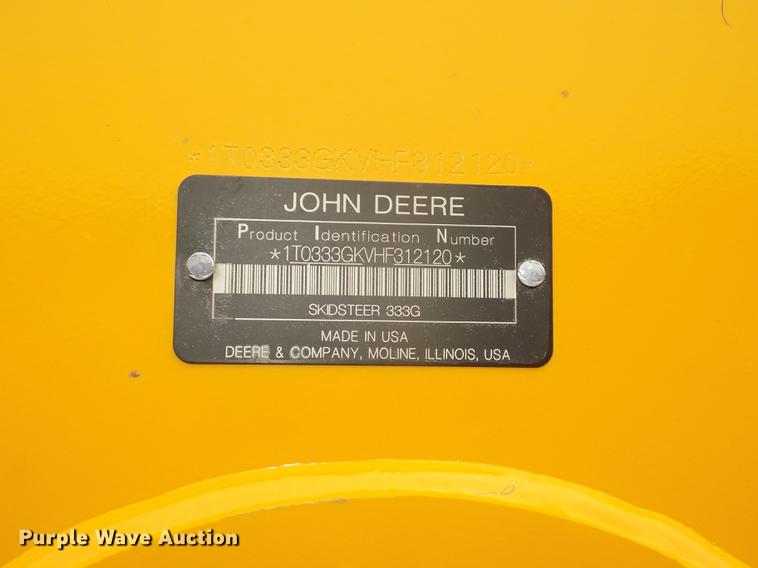 *1T0333GKVHF312120*
JOHN DEERE
Product Identification Number
*1T0333GKVHF312120*
SKIDSTEER 333G
MADE IN USA
DEERE & COMPANY, MOLINE, ILLINOIS, USA
Purple Wave Auction